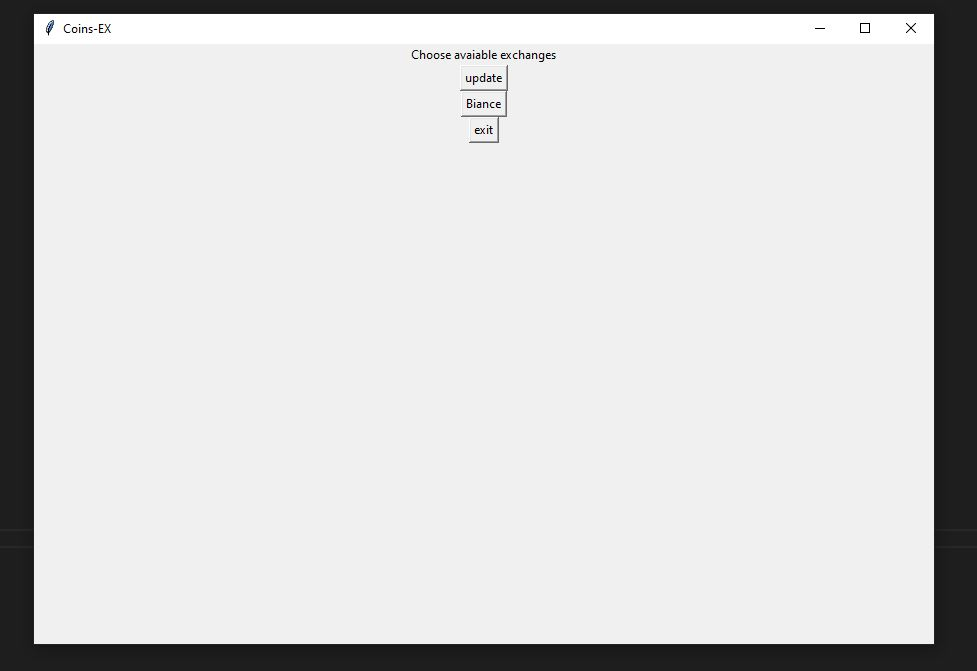 Coins-EX
Choose avaiable exchanges
update
Biance
exit